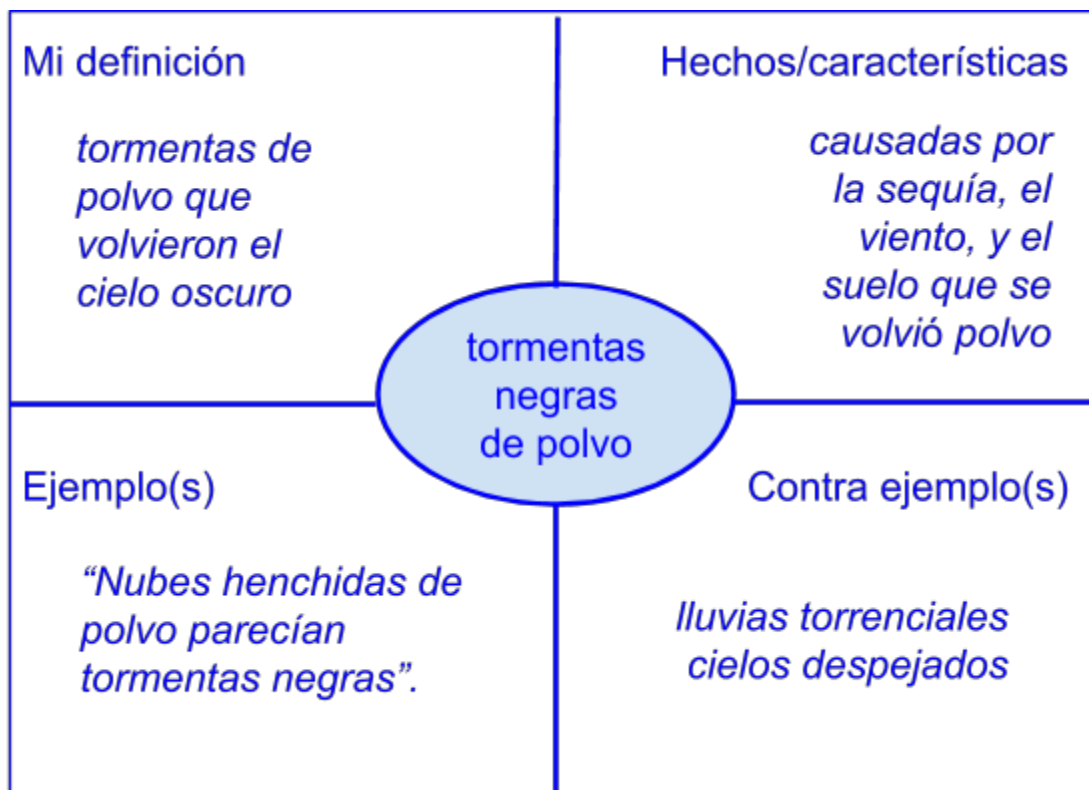 Mi definición
tormentas de
polvo que
volvieron el
cielo oscuro
Hechos/características
causadas por
la sequía, el
viento, y el
suelo que se
volvió polvo
tormentas
negras
de polvo
Ejemplo(s)
“Nubes henchidas de
polvo parecían
tormentas negras”.
Contra ejemplo(s)
lluvias torrenciales
cielos despejados